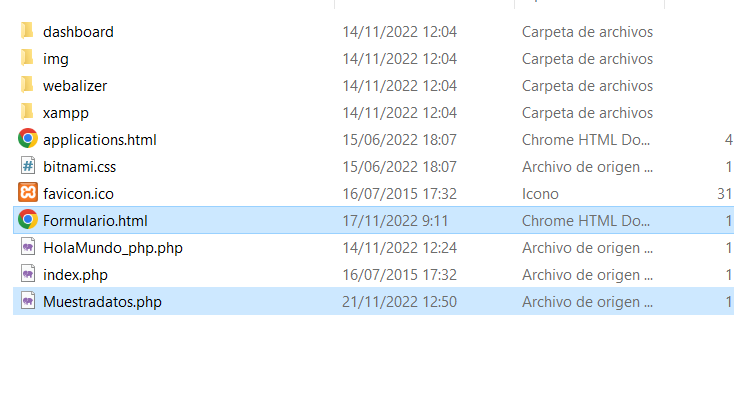 dashboard 14/11/2022 12:04 Carpeta de archivos
img 14/11/2022 12:04 Carpeta de archivos
webalizer 14/11/2022 12:04 Carpeta de archivos
xampp 14/11/2022 12:04 Carpeta de archivos
applications.html 15/06/2022 18:07 Chrome HTML Do... 4
bitnami.css 15/06/2022 18:07 Archivo de origen ... 1
favicon.ico 16/07/2015 17:32 Icono 31
Formulario.html 17/11/2022 9:11 Chrome HTML Do... 1
HolaMundo_php.php 14/11/2022 12:24 Archivo de origen ... 1
index.php 16/07/2015 17:32 Archivo de origen ... 1
Muestradatos.php 21/11/2022 12:50 Archivo de origen ... 1